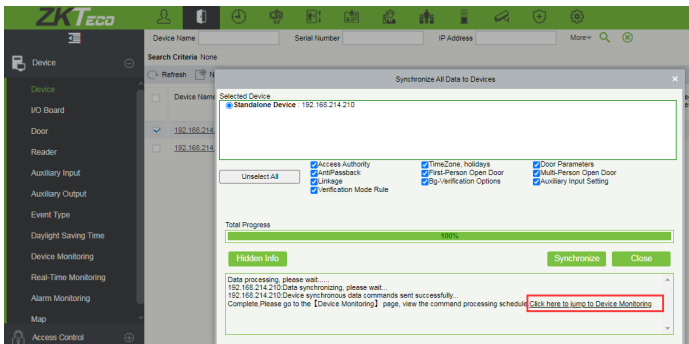 ZKTeco
Device Name
Serial Number
IP Address
More
Search Criteria None
Device
Refresh
Synchronize All Data to Devices
Device
Device Name
Selected Device
Standalone Device : 192.168.214.210
I/O Board
Door
192.168.214.
Reader
192.168.214
Auxiliary Input
Unselect All
Access Authority
TimeZone, holidays
Door Parameters
AntiPassback
First-Person Open Door
Multi-Person Open Door
Linkage
Bg-Verification Options
Auxiliary Input Setting
Verification Mode Rule
Auxiliary Output
Event Type
Total Progress
Daylight Saving Time
100%
Device Monitoring
Hidden Info
Synchronize
Close
Real-Time Monitoring
Data processing, please wait......
192.168.214.210:Data synchronizing, please wait...
Alarm Monitoring
192.168.214.210:Device synchronous data commands sent successfully...
Complete,Please go to the【Device Monitoring】 page, view the command processing schedule,Click here to jump to Device Monitoring
Map
Access Control